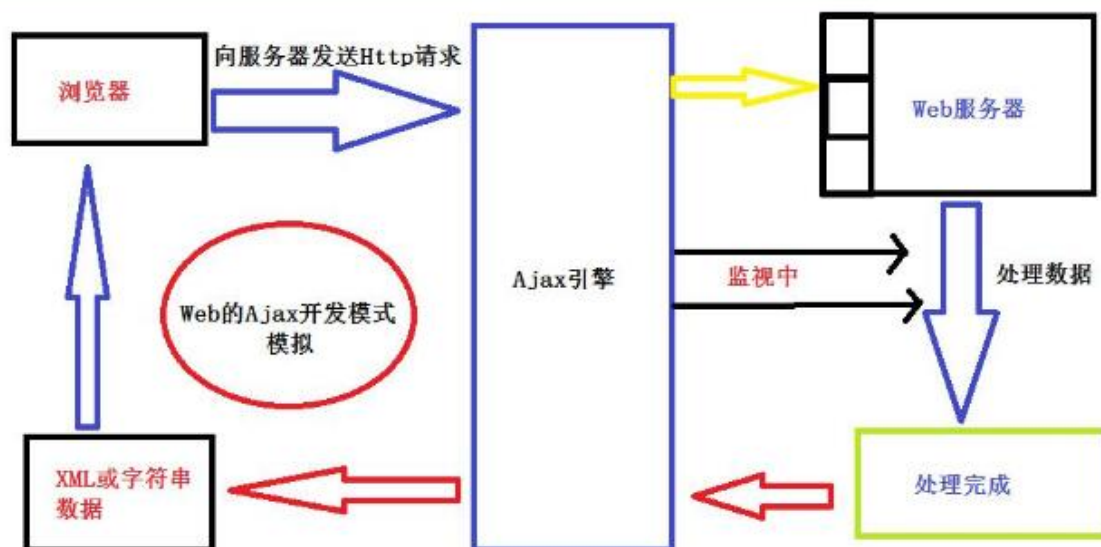 向服务器发送Http请求
浏览器
Web服务器
Ajax引擎
监视中
处理数据
Web的Ajax开发模式
模拟
XML或字符串
数据
处理完成